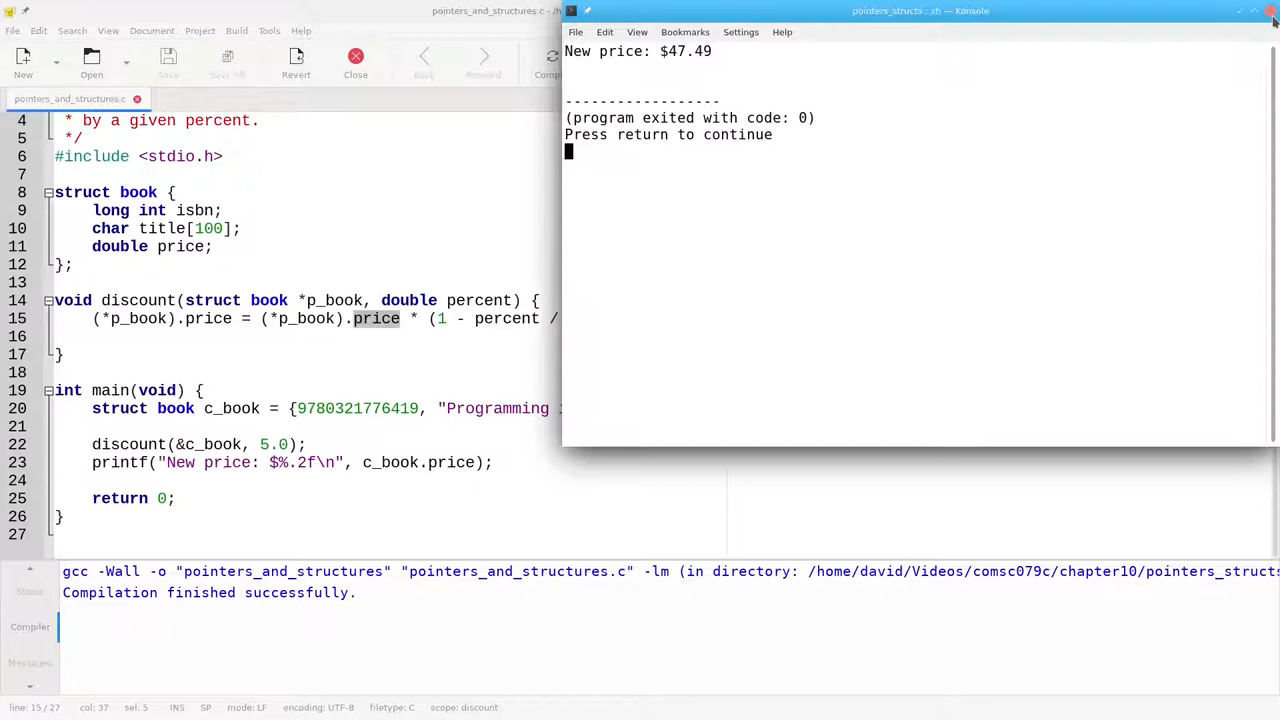 pointers_and_structures.c - /h
File Edit Search View Document Project Build Tools Help
New Open Save Save All Revert Close Back Forward Compi
pointers_and_structures.c
4 * by a given percent.
5 */
6 #include <stdio.h>
7
8 struct book {
9 long int isbn;
10 char title[100];
11 double price;
12 };
13
14 void discount(struct book *p_book, double percent) {
15 (*p_book).price = (*p_book).price * (1 - percent /
16
17 }
18
19 int main(void) {
20 struct book c_book = {9780321776419, "Programming
21
22 discount(&c_book, 5.0);
23 printf("New price: $%.2f\n", c_book.price);
24
25 return 0;
26 }
27
pointers_structs : .sh — Konsole
File Edit View Bookmarks Settings Help
New price: $47.49
------------------
(program exited with code: 0)
Press return to continue
Status
Compiler
Messages
gcc -Wall -o "pointers_and_structures" "pointers_and_structures.c" -lm (in directory: /home/david/Videos/comsc079c/chapter10/pointers_structs
Compilation finished successfully.
line: 15 / 27 col: 37 sel: 5 INS SP mode: LF encoding: UTF-8 filetype: C scope: discount